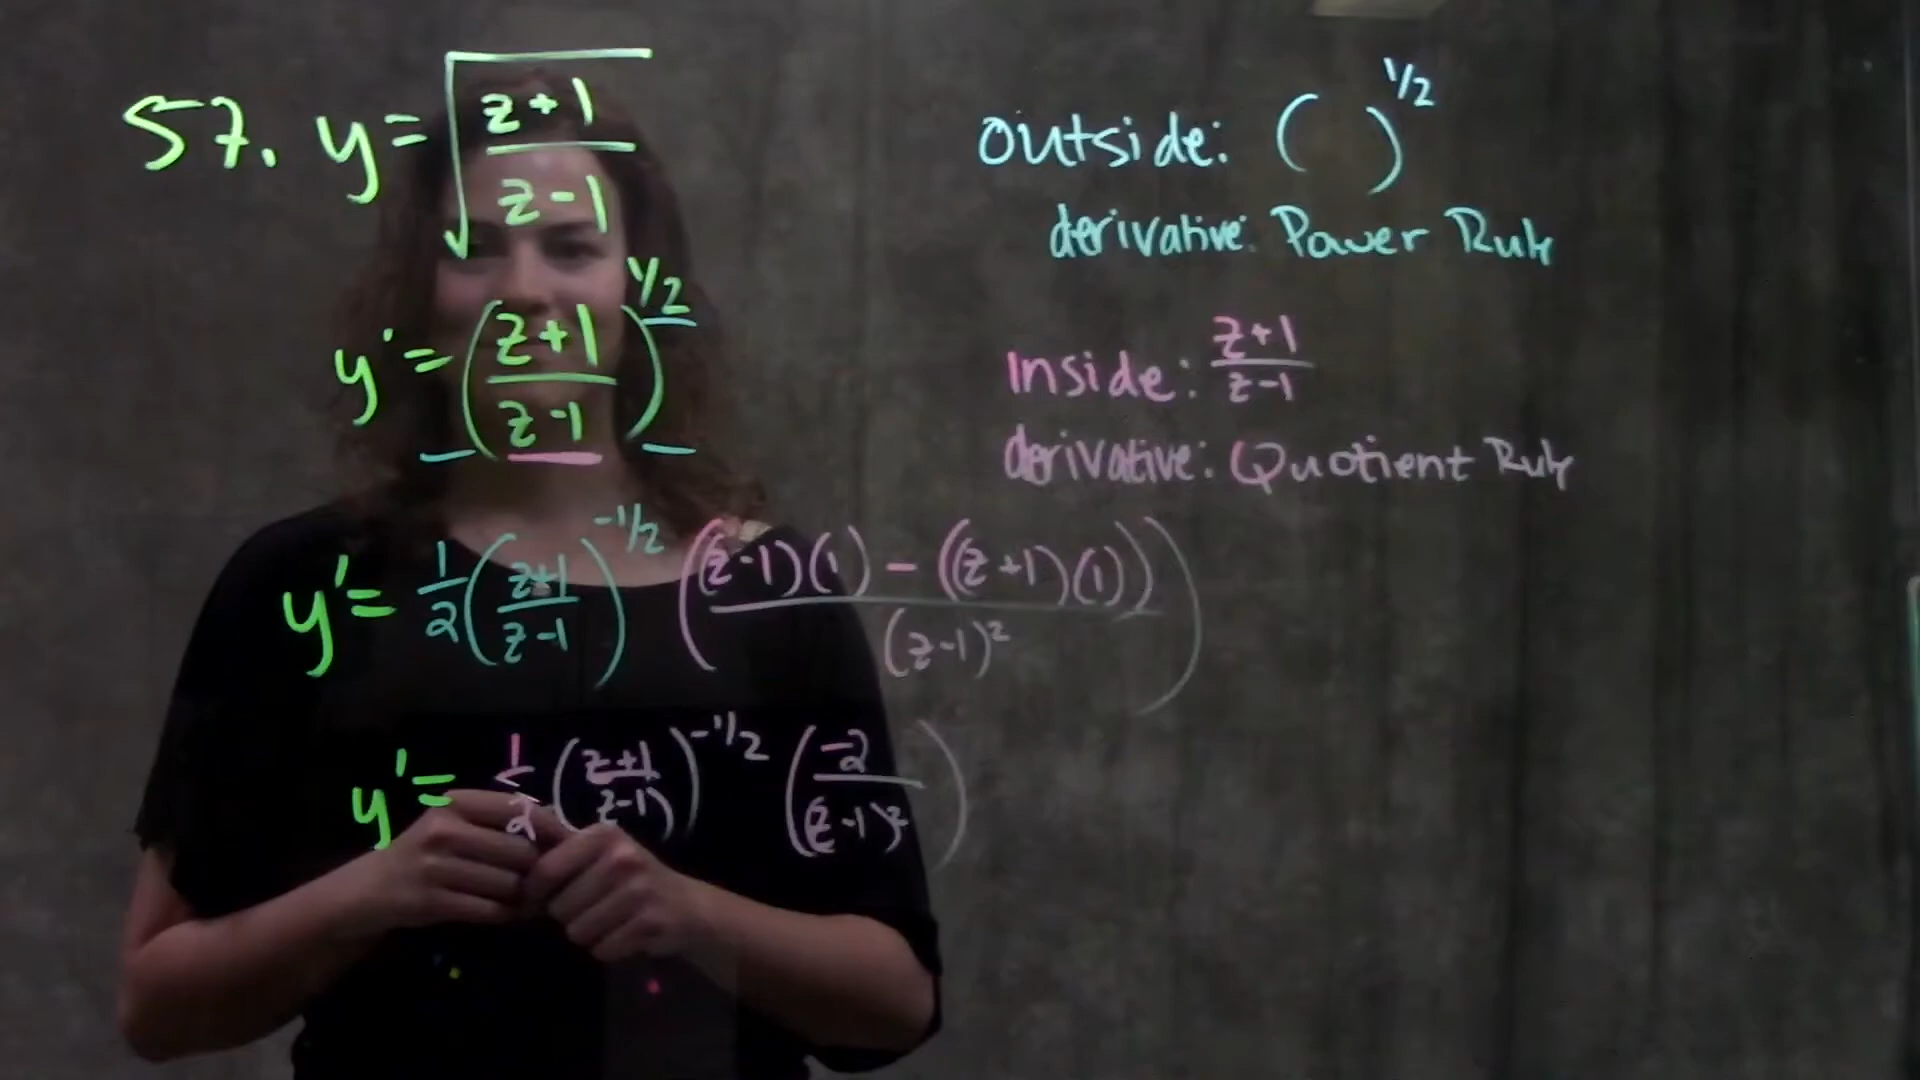 57. y = √((z+1)/(z-1))
y' = ((z+1)/(z-1))^1/2
y' = 1/2 ((z+1)/(z-1))^-1/2 (((z-1)(1) - ((z+1)(1)))/(z-1)²)
y' = 1/2 ((z+1)/(z-1))^-1/2 (-2/(z-1)²)
outside: ( )^1/2
derivative: Power Rule
Inside: (z+1)/(z-1)
derivative: Quotient Rule